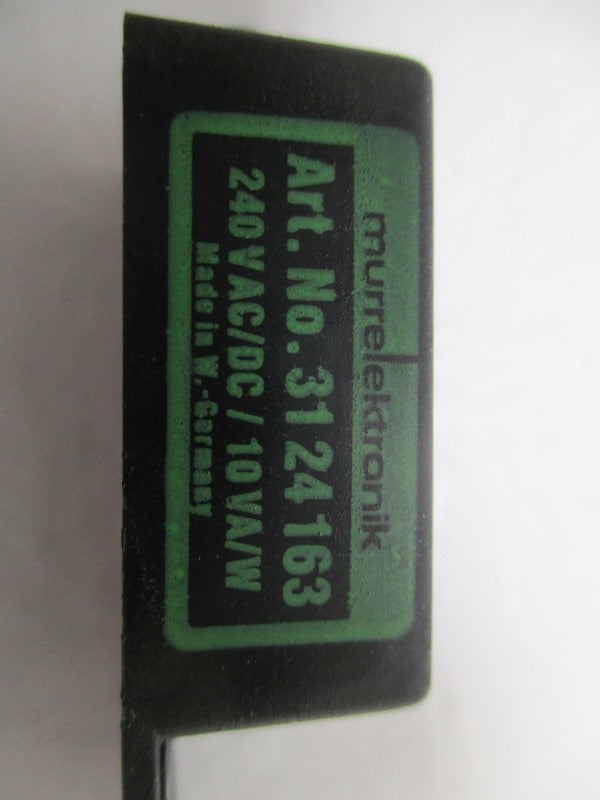 murrelektronik
Art. No. 31 24 163
240 VAC/DC / 10 VA/W
Made in W.-Germany